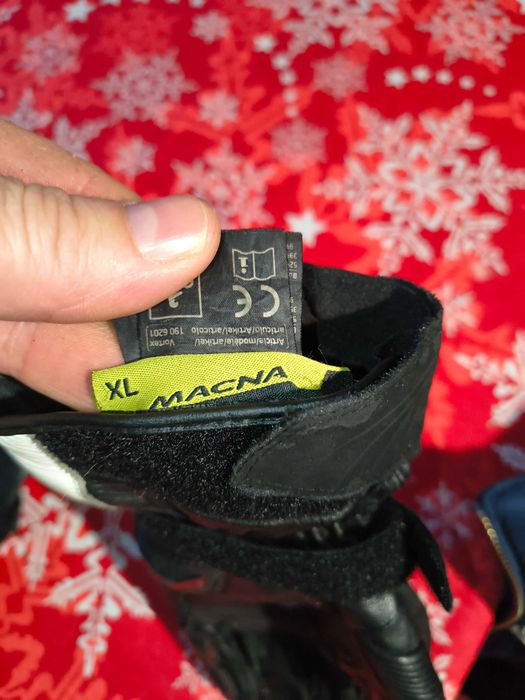 XL
MACNA
Article/modèle/artikel/
articulo/Artikel/articolo
190 6201
Vortex
CE
i